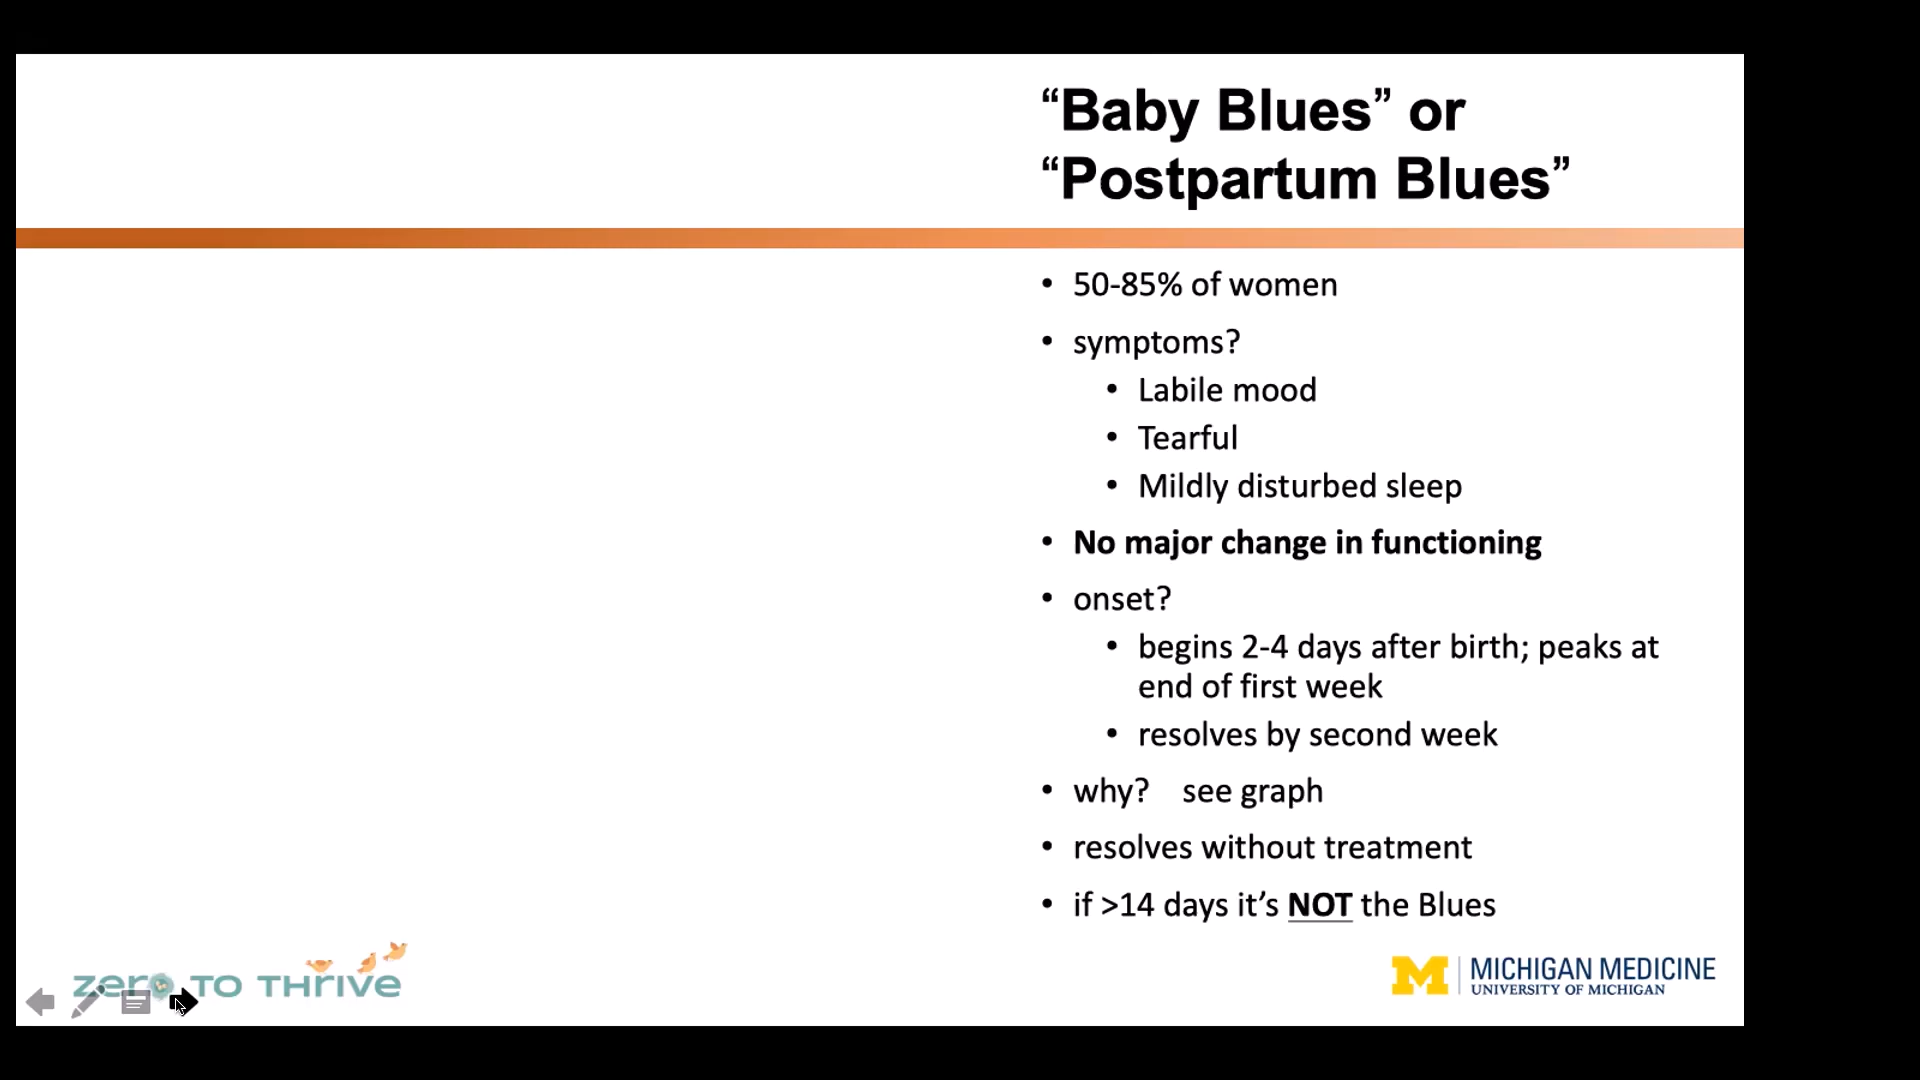 “Baby Blues” or
“Postpartum Blues”
• 50-85% of women
• symptoms?
• Labile mood
• Tearful
• Mildly disturbed sleep
• No major change in functioning
• onset?
• begins 2-4 days after birth; peaks at
end of first week
• resolves by second week
• why? see graph
• resolves without treatment
• if >14 days it’s NOT the Blues
zero TO THrive
M MICHIGAN MEDICINE
UNIVERSITY OF MICHIGAN